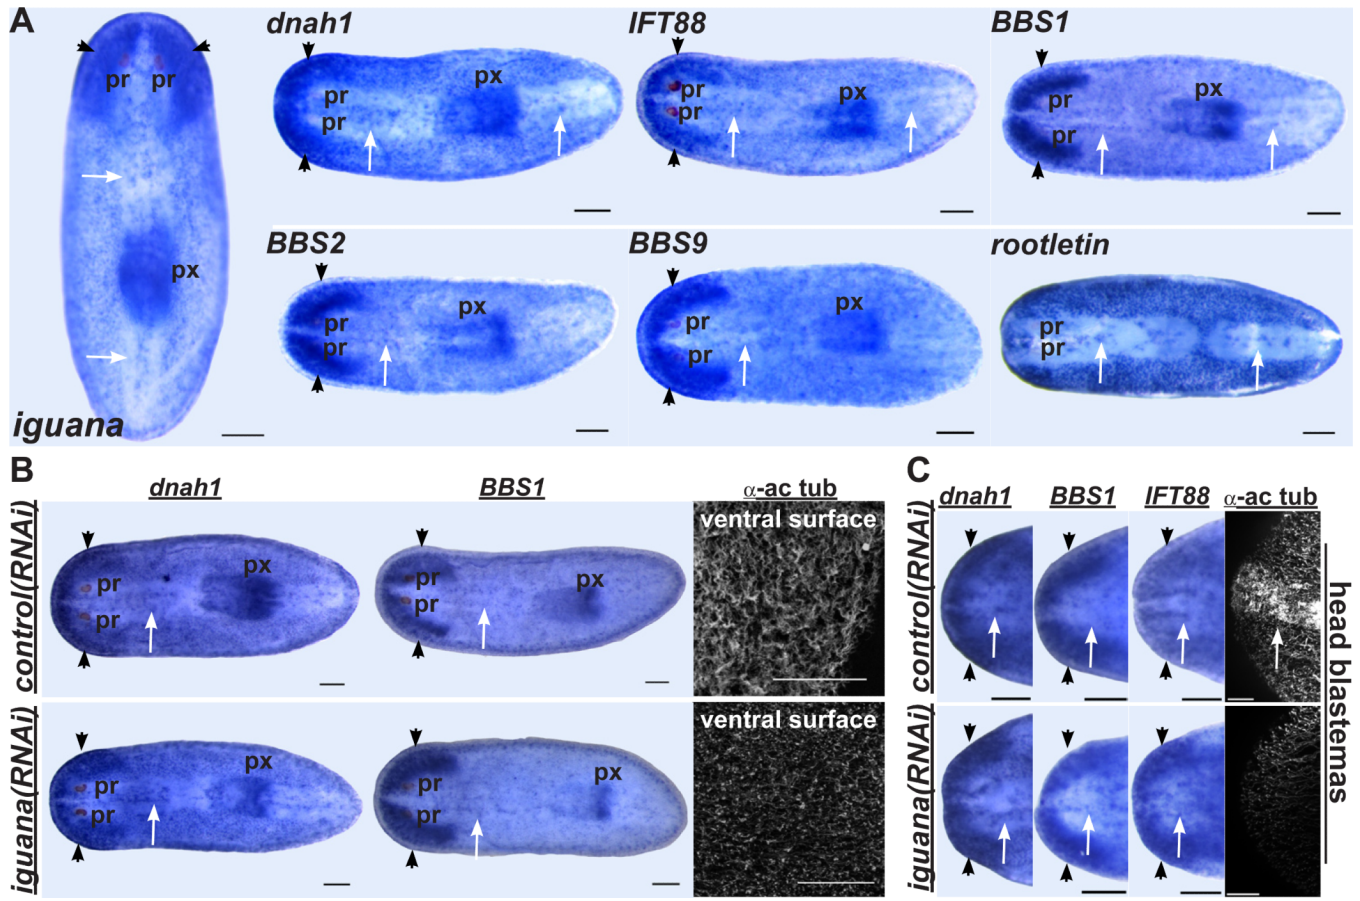 A
dnah1
IFT88
BBS1
pr
pr
px
pr
pr
px
pr
pr
px
pr
pr
px
iguana
BBS2
BBS9
rootletin
pr
pr
px
pr
pr
px
pr
pr
B
dnah1
BBS1
α-ac tub
control(RNAi)
pr
pr
px
pr
pr
px
ventral surface
iguana(RNAi)
pr
pr
px
pr
pr
px
ventral surface
C
dnah1
BBS1
IFT88
α-ac tub
control(RNAi)
iguana(RNAi)
head blastemas